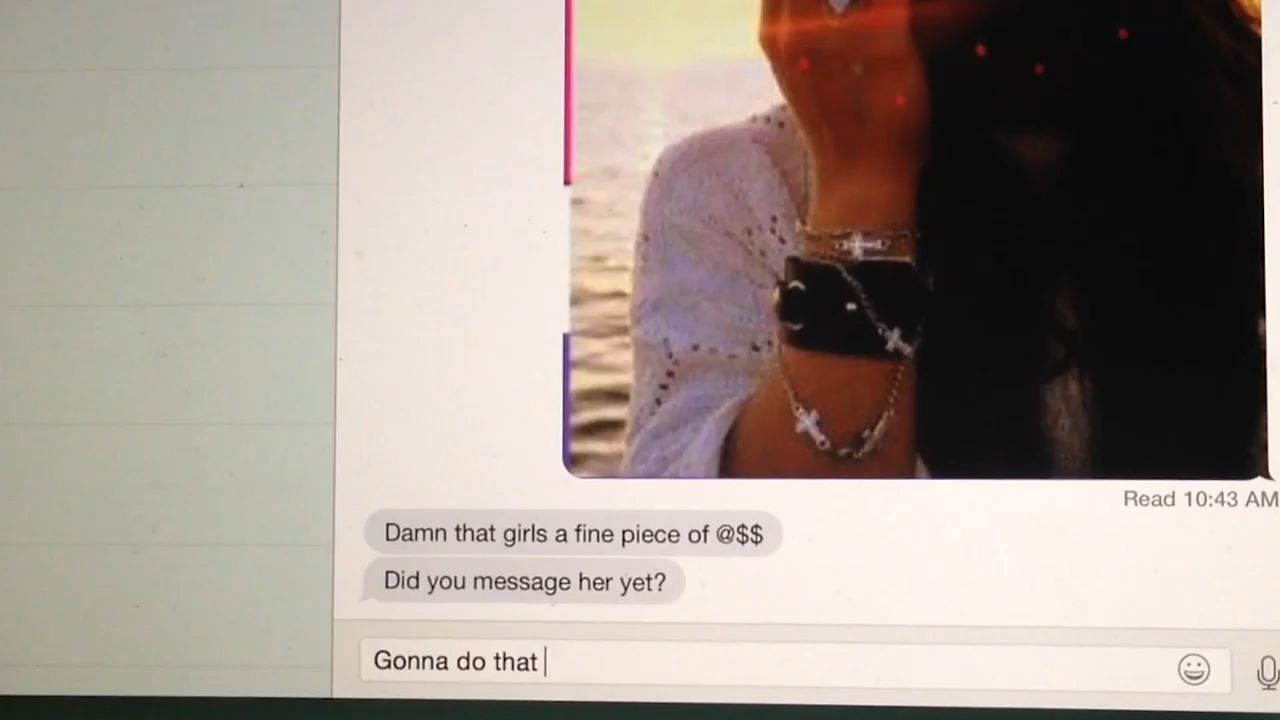 Read 10:43 AM
Damn that girls a fine piece of @$$
Did you message her yet?
Gonna do that